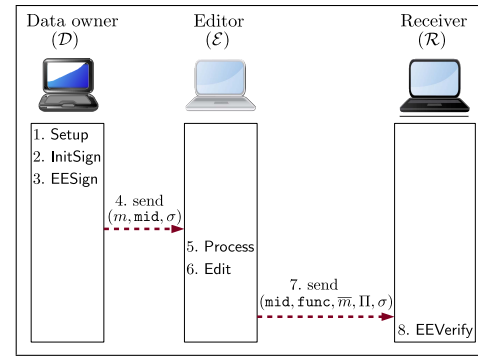 Data owner
(𝒟)
Editor
(ℰ)
Receiver
(ℛ)
1. Setup
2. InitSign
3. EESign
4. send
(m, mid, σ)
5. Process
6. Edit
7. send
(mid, func, m̅, Π, σ)
8. EEVerify